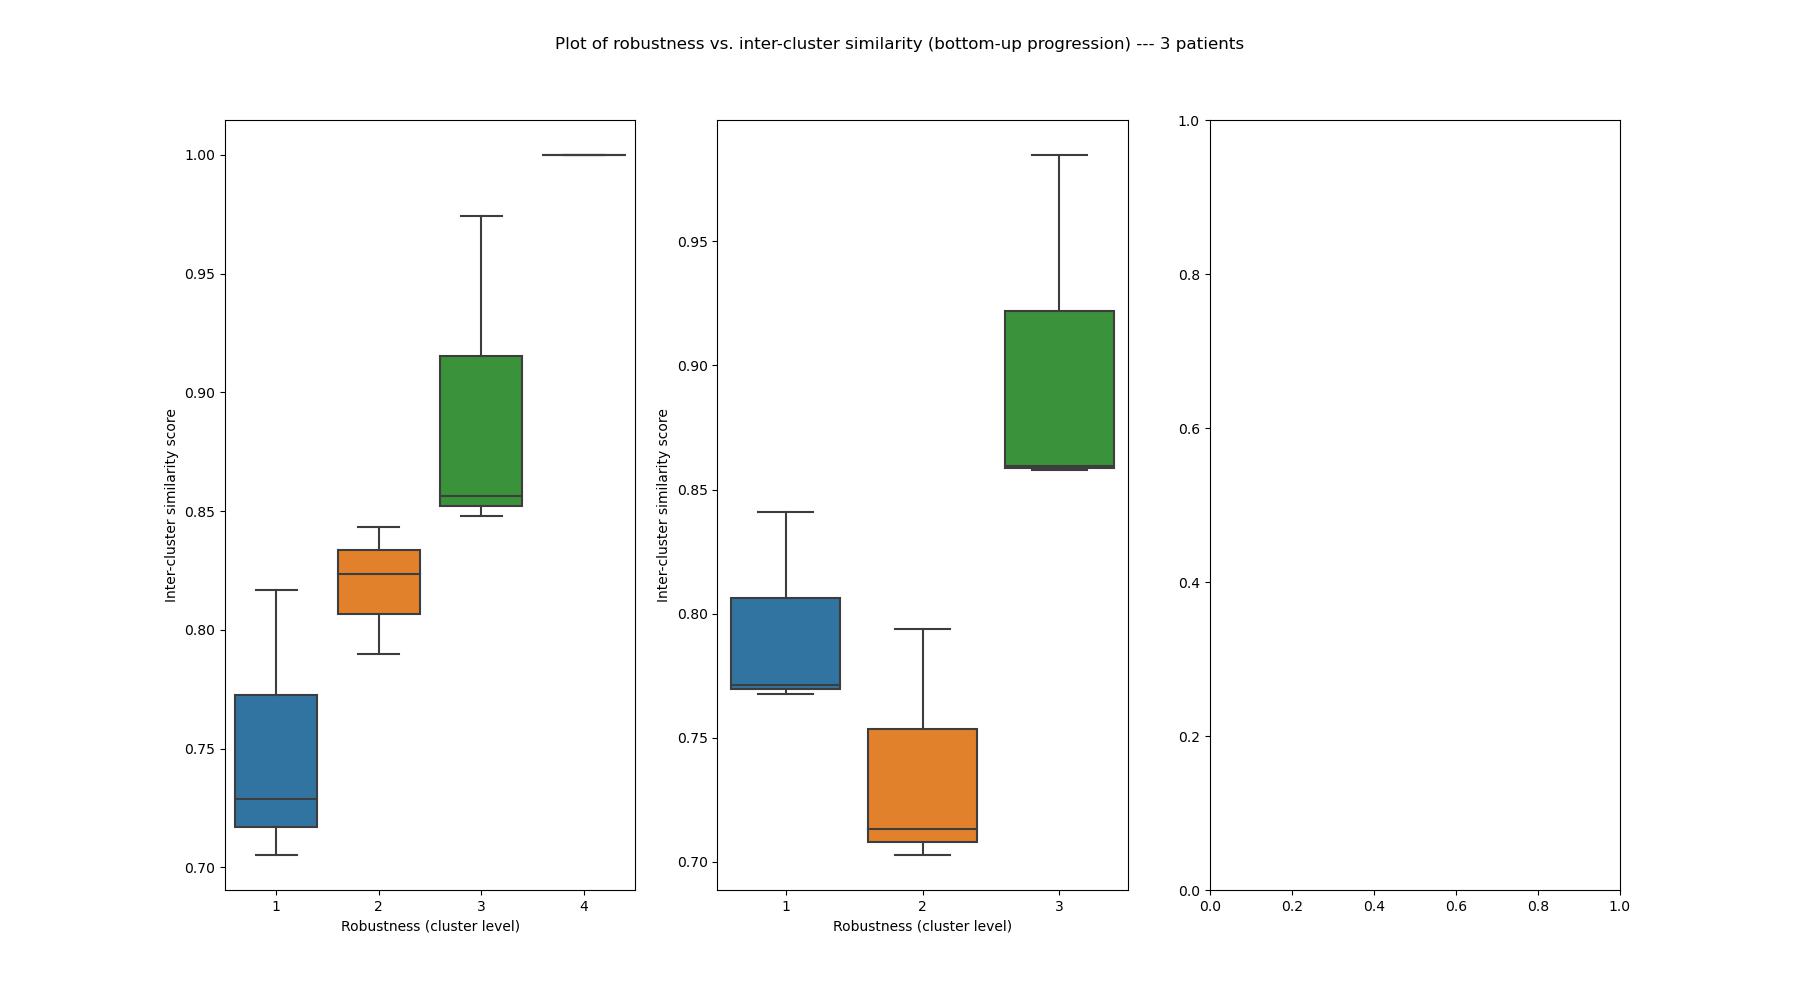 Plot of robustness vs. inter-cluster similarity (bottom-up progression) --- 3 patients
Inter-cluster similarity score
1.00
0.95
0.90
0.85
0.80
0.75
0.70
1 2 3 4
Robustness (cluster level)
Inter-cluster similarity score
0.95
0.90
0.85
0.80
0.75
0.70
1 2 3
Robustness (cluster level)
1.0
0.8
0.6
0.4
0.2
0.0
0.0 0.2 0.4 0.6 0.8 1.0